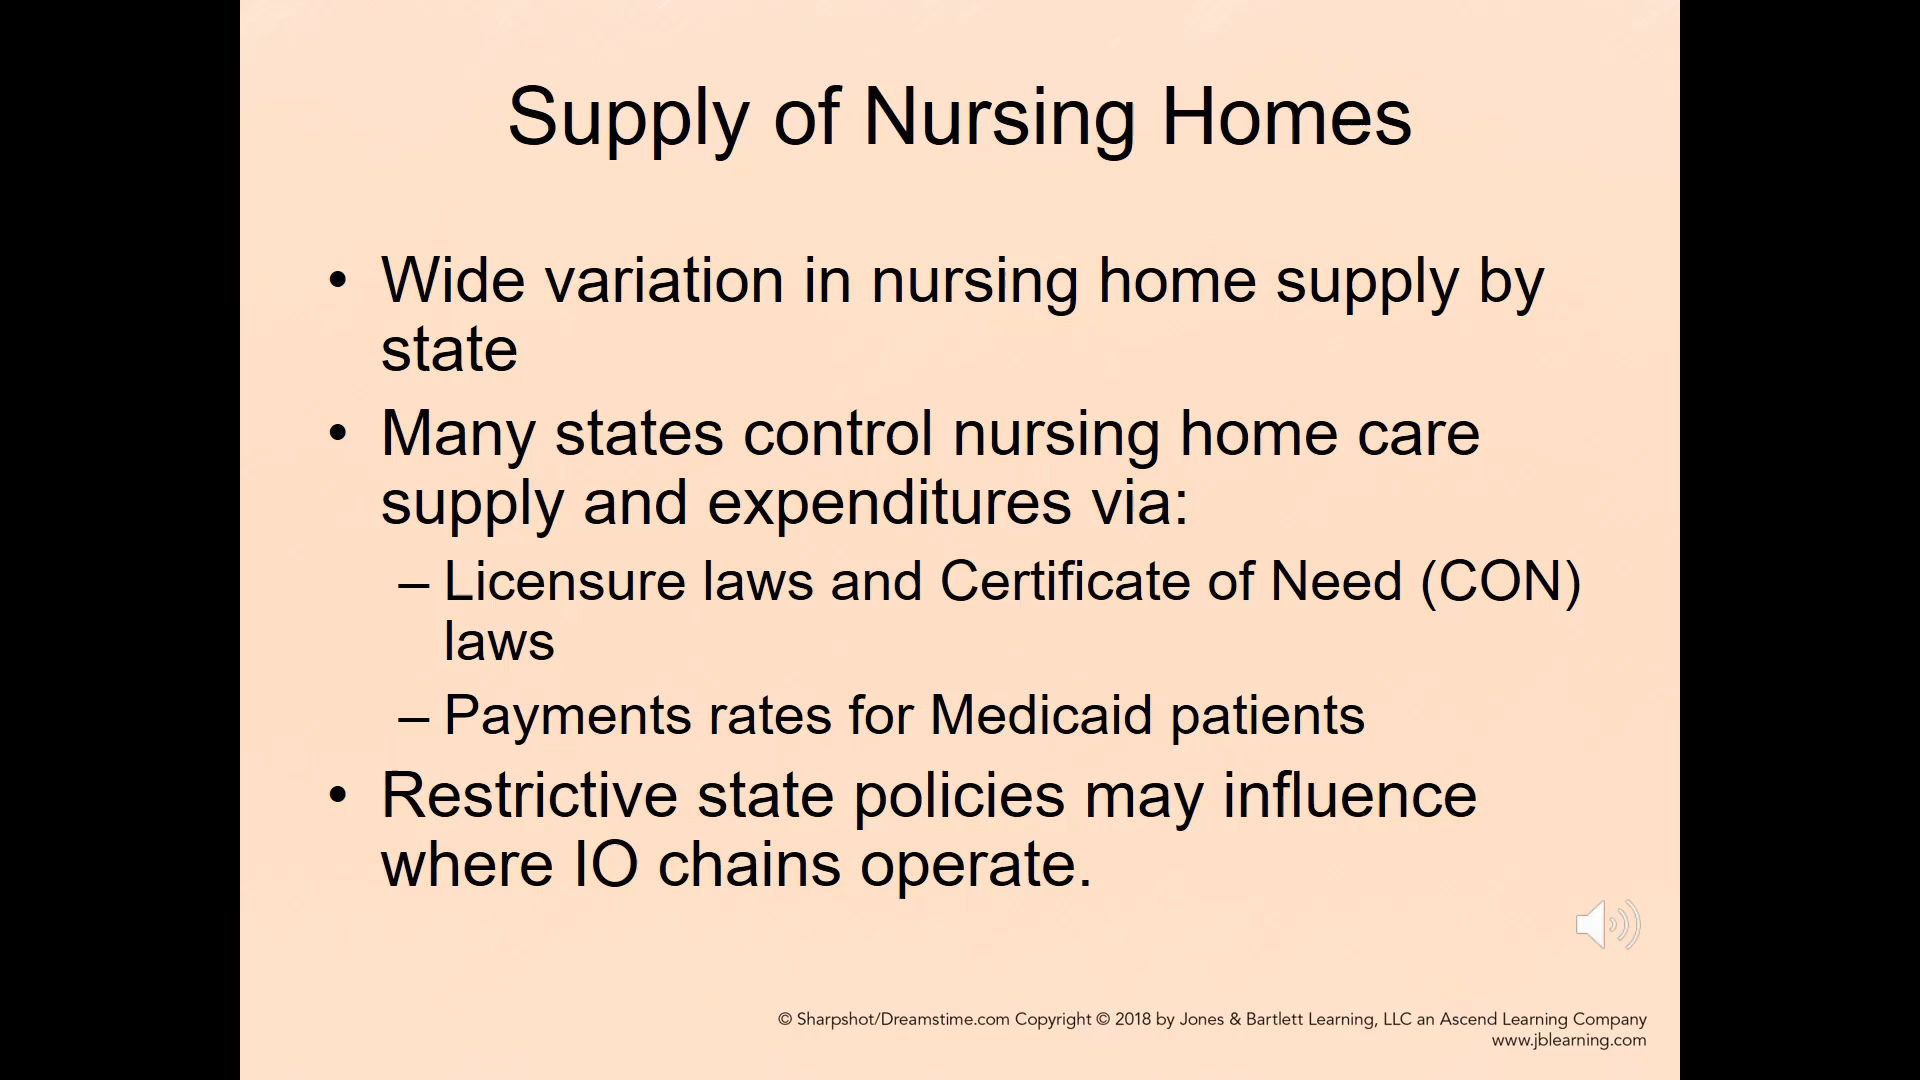 Supply of Nursing Homes
• Wide variation in nursing home supply by
state
• Many states control nursing home care
supply and expenditures via:
– Licensure laws and Certificate of Need (CON)
laws
– Payments rates for Medicaid patients
• Restrictive state policies may influence
where IO chains operate.
© Sharpshot/Dreamstime.com Copyright © 2018 by Jones & Bartlett Learning, LLC an Ascend Learning Company
www.jblearning.com